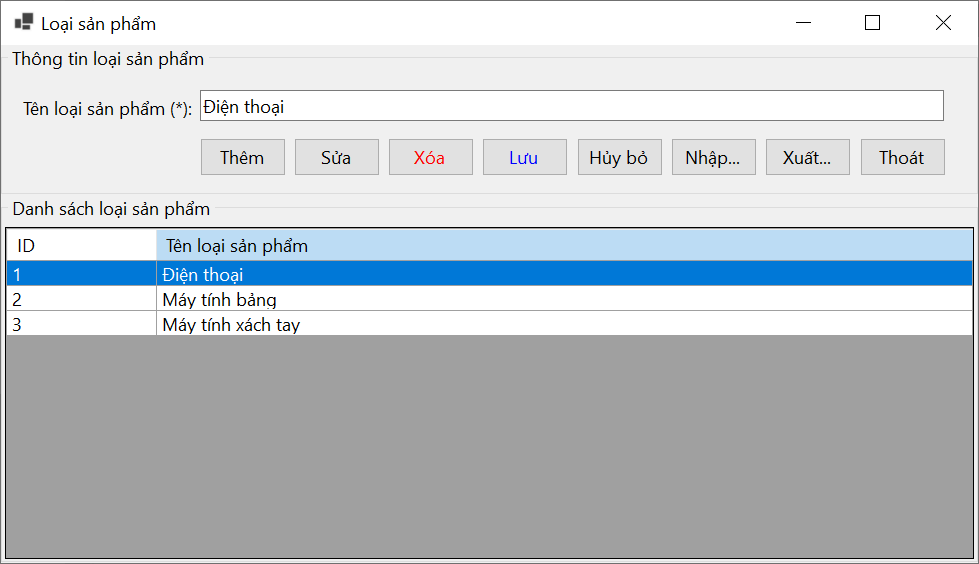 Loại sản phẩm
Thông tin loại sản phẩm
Tên loại sản phẩm (*): Điện thoại
Thêm Sửa Xóa Lưu Hủy bỏ Nhập... Xuất... Thoát
Danh sách loại sản phẩm
ID Tên loại sản phẩm
1 Điện thoại
2 Máy tính bảng
3 Máy tính xách tay